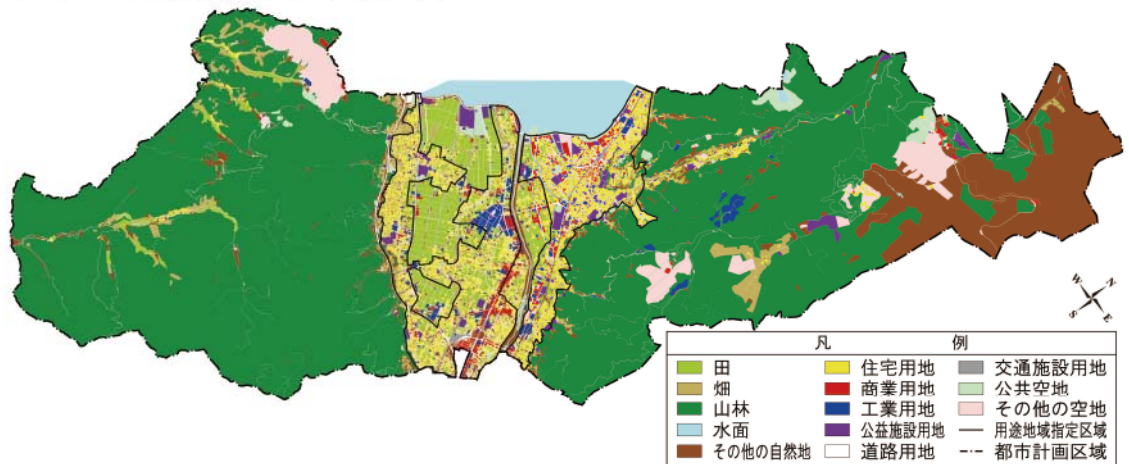 W
N
S
E
凡 例
田 住宅用地 交通施設用地
畑 商業用地 公共空地
山林 工業用地 その他の空地
水面 公益施設用地 用途地域指定区域
その他の自然地 道路用地 都市計画区域